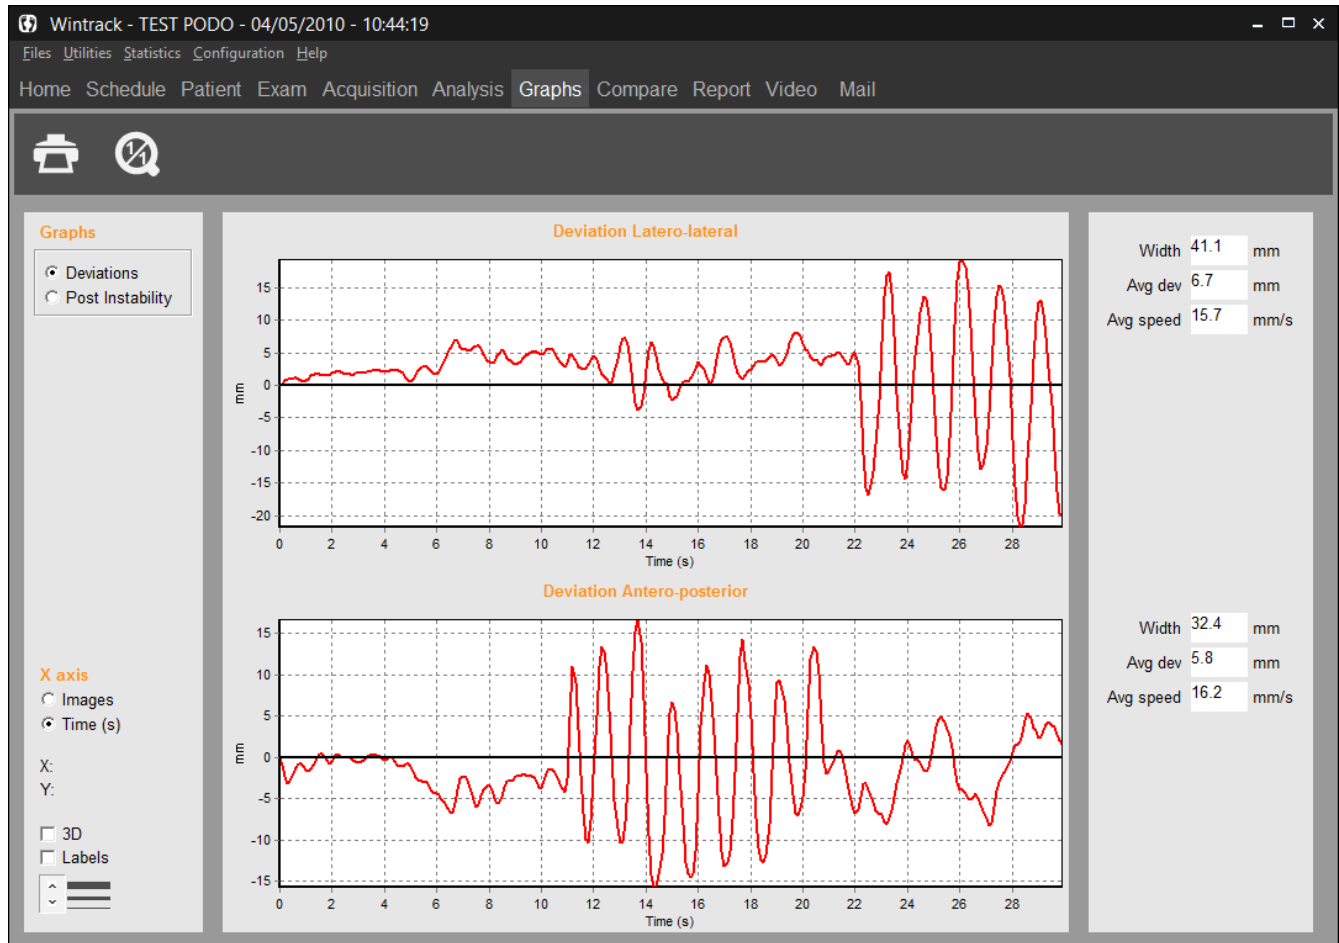 Wintrack - TEST PODO - 04/05/2010 - 10:44:19
Files Utilities Statistics Configuration Help
Home Schedule Patient Exam Acquisition Analysis Graphs Compare Report Video Mail
1/1
Graphs
Deviations
Post Instability
X axis
Images
Time (s)
X:
Y:
3D
Labels
Deviation Latero-lateral
15
10
5
0
-5
-10
-15
-20
mm
0 2 4 6 8 10 12 14 16 18 20 22 24 26 28
Time (s)
Deviation Antero-posterior
15
10
5
0
-5
-10
-15
mm
0 2 4 6 8 10 12 14 16 18 20 22 24 26 28
Time (s)
Width 41.1 mm
Avg dev 6.7 mm
Avg speed 15.7 mm/s
Width 32.4 mm
Avg dev 5.8 mm
Avg speed 16.2 mm/s